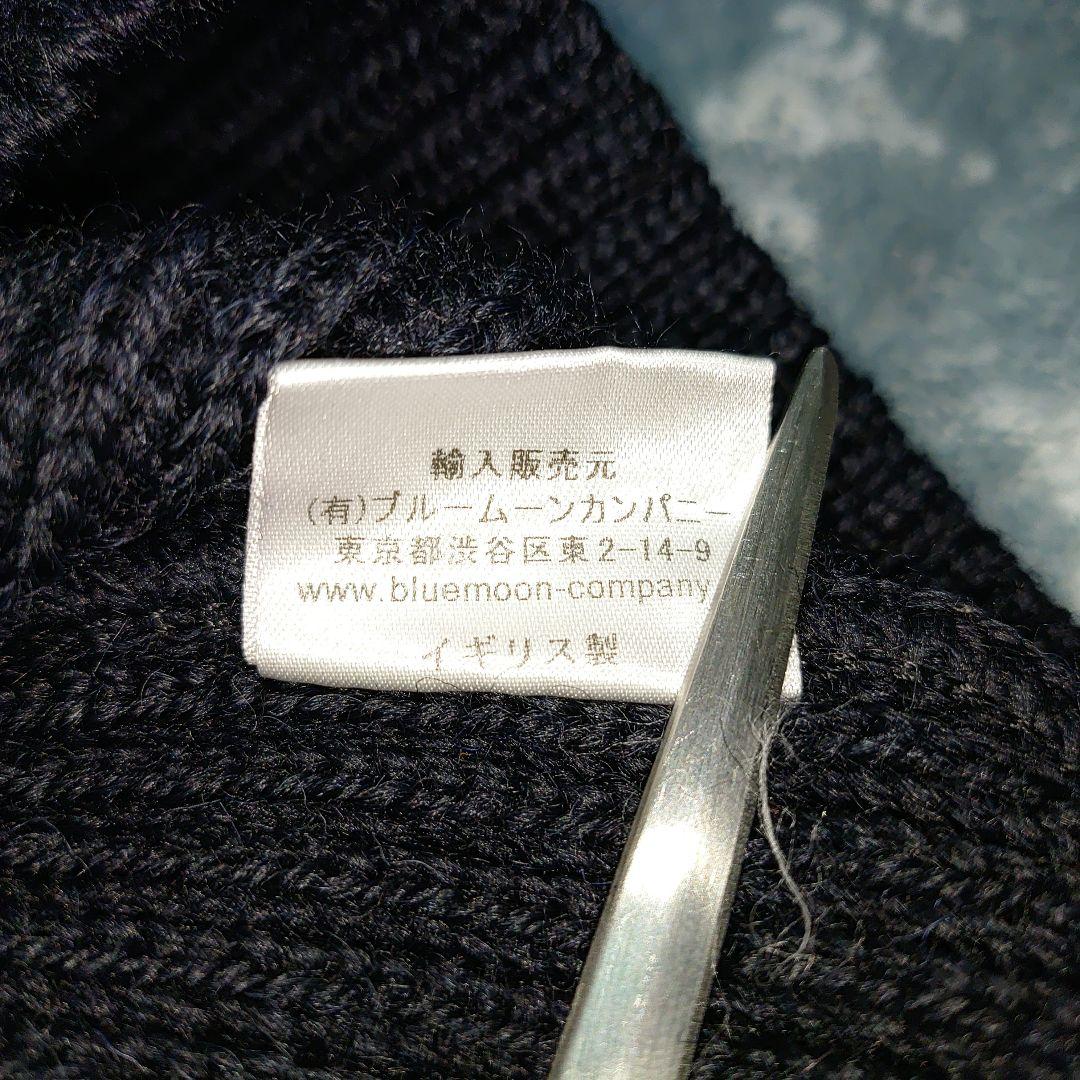 輸入販売元
(有)ブルームーンカンパニー
東京都渋谷区東2-14-9
www.bluemoon-company
イギリス製